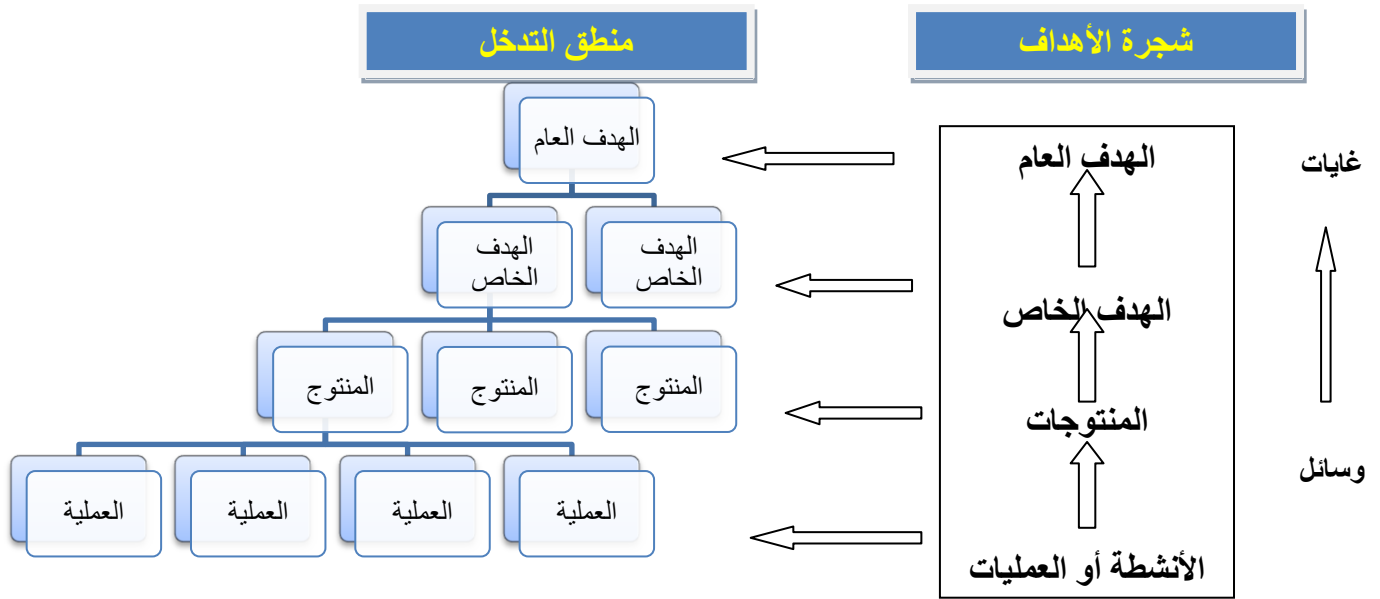 شجرة الأهداف
منطق التدخل
غايات
الهدف العام
الهدف العام
الهدف الخاص
الهدف
الخاص
الهدف
الخاص
المنتوجات
المنتوج
المنتوج
المنتوج
وسائل
الأنشطة أو العمليات
العملية
العملية
العملية
العملية